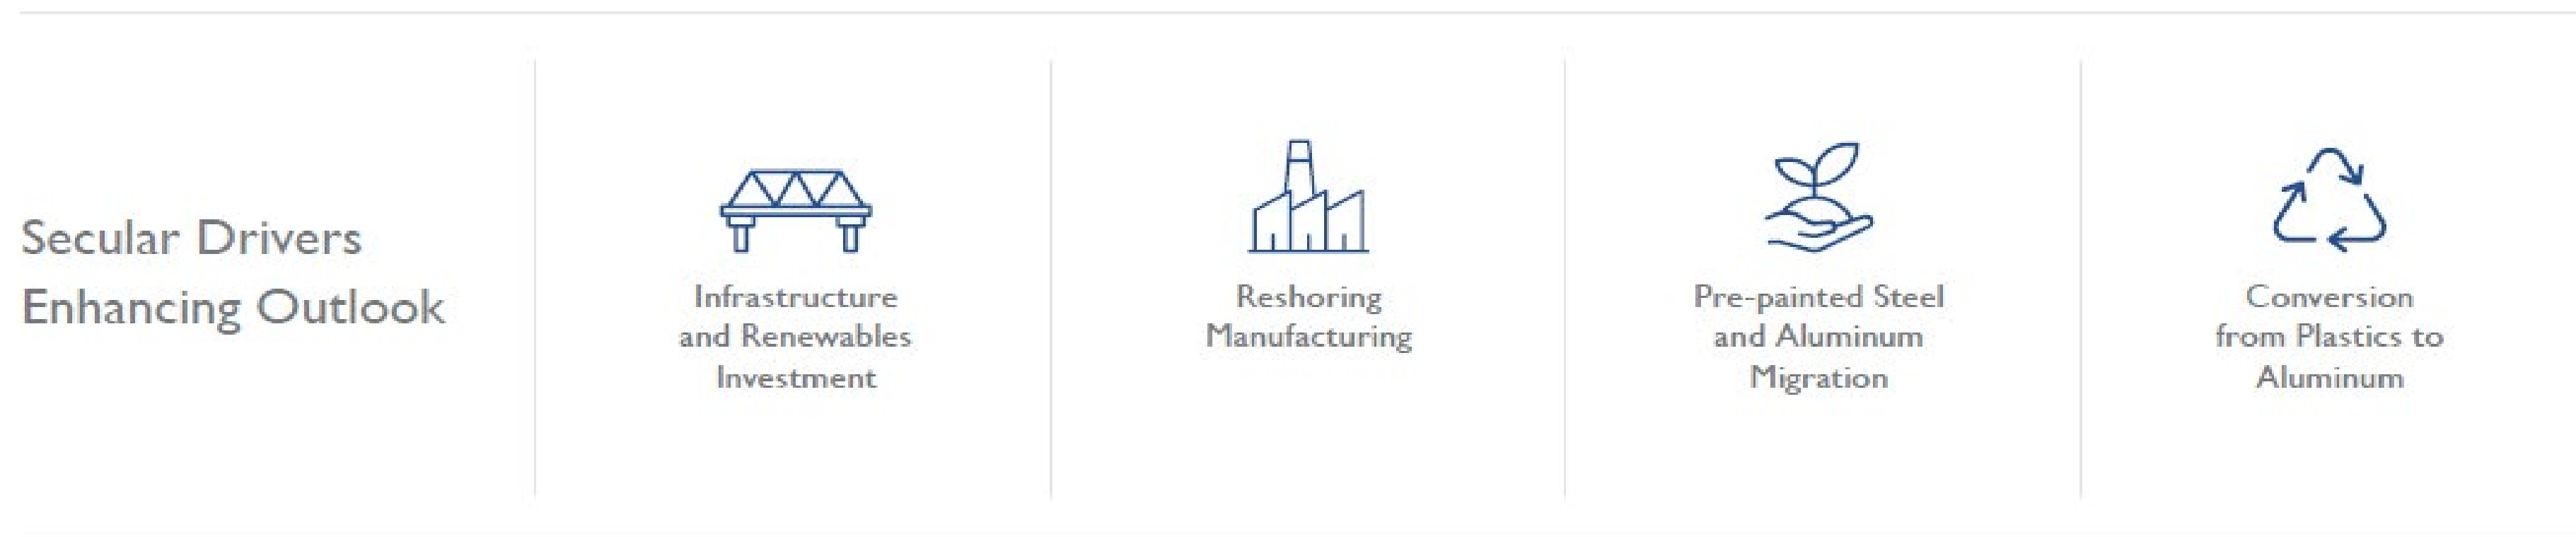 Secular Drivers
Enhancing Outlook
Infrastructure
and Renewables
Investment
Reshoring
Manufacturing
Pre-painted Steel
and Aluminum
Migration
Conversion
from Plastics to
Aluminum